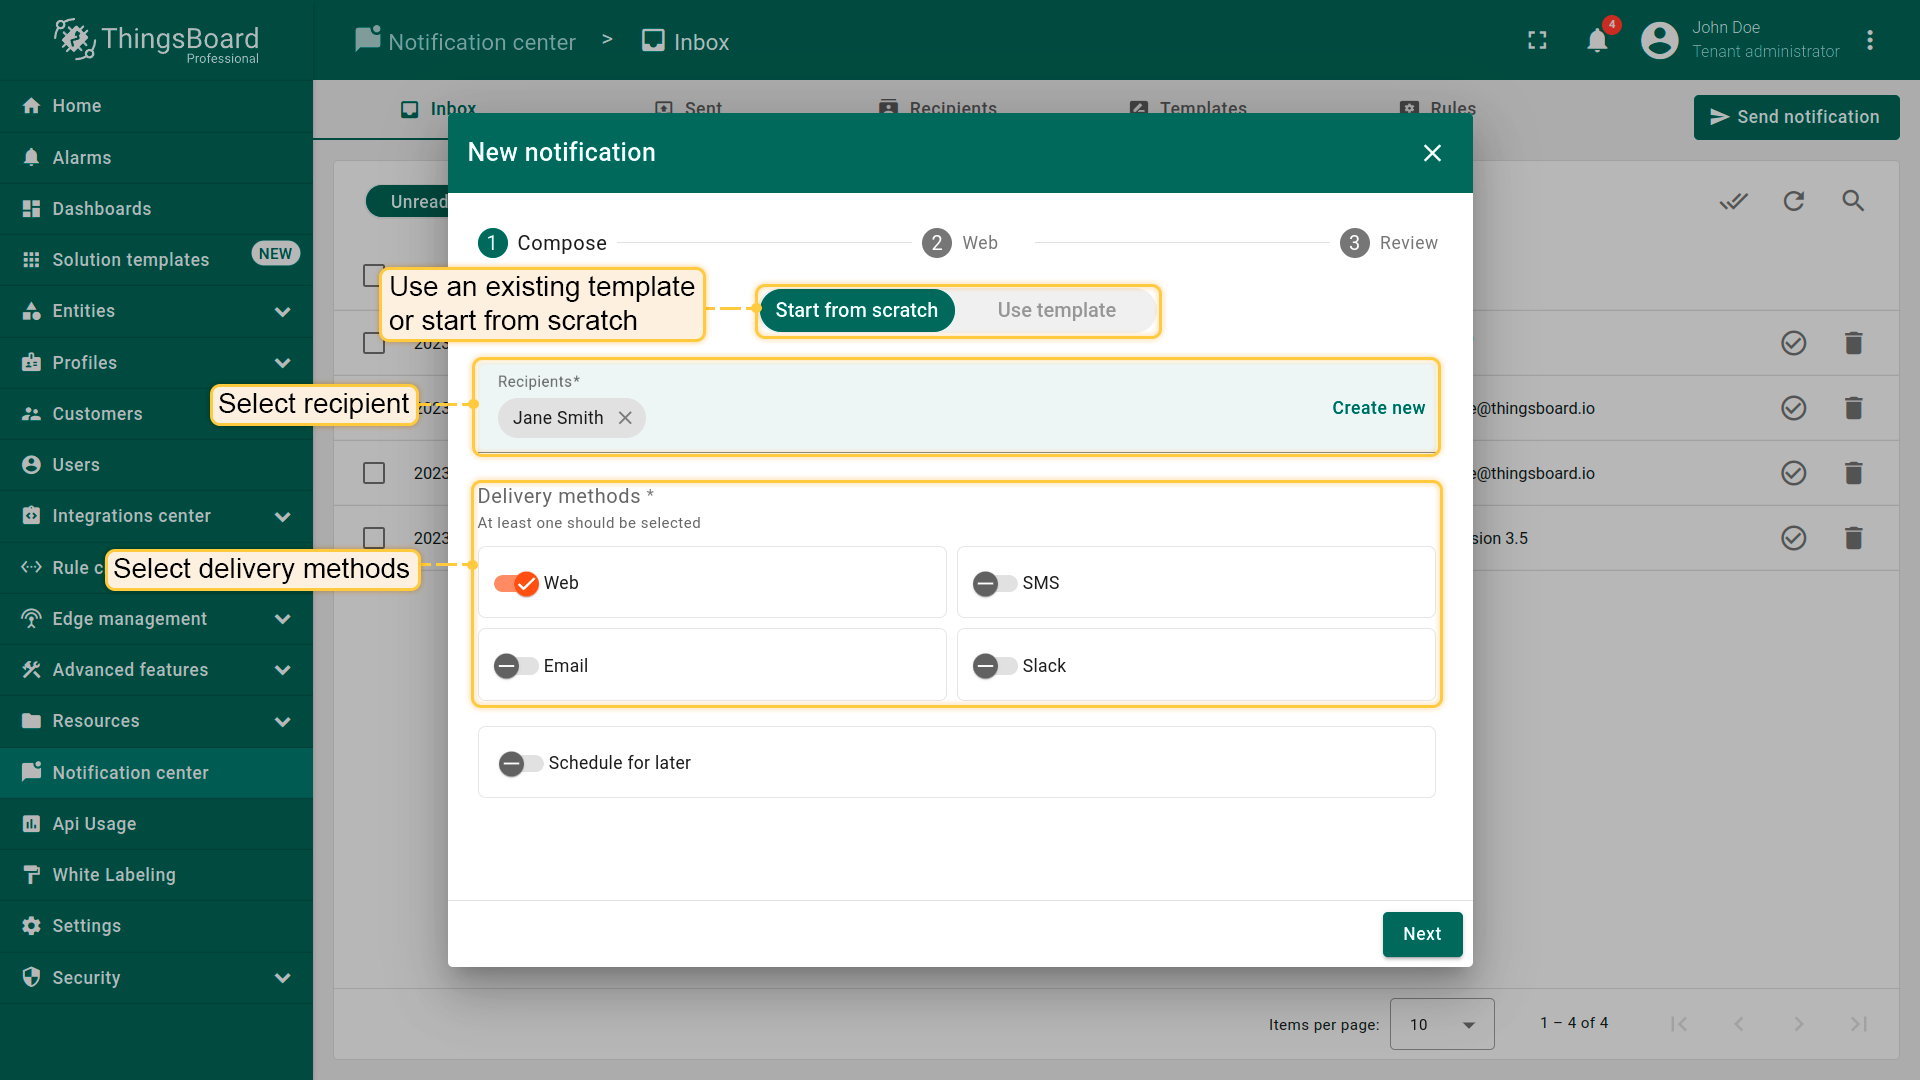 ThingsBoard
Professional
Notification center > Inbox
4
John Doe
Tenant administrator
Home
Alarms
Dashboards
Solution templates NEW
Entities
Profiles
Customers
Users
Integrations center
Rule c
Edge management
Advanced features
Resources
Notification center
Api Usage
White Labeling
Settings
Security
Inbox Sent Recipients Templates Rules
Send notification
Unread
New notification
1 Compose 2 Web 3 Review
Use an existing template
or start from scratch
Start from scratch Use template
Select recipient
Recipients*
Jane Smith
Create new
Select delivery methods
Delivery methods *
At least one should be selected
Web
SMS
Email
Slack
Schedule for later
Next
2023
2023
e@thingsboard.io
2023
e@thingsboard.io
2023
sion 3.5
Items per page: 10 1 – 4 of 4